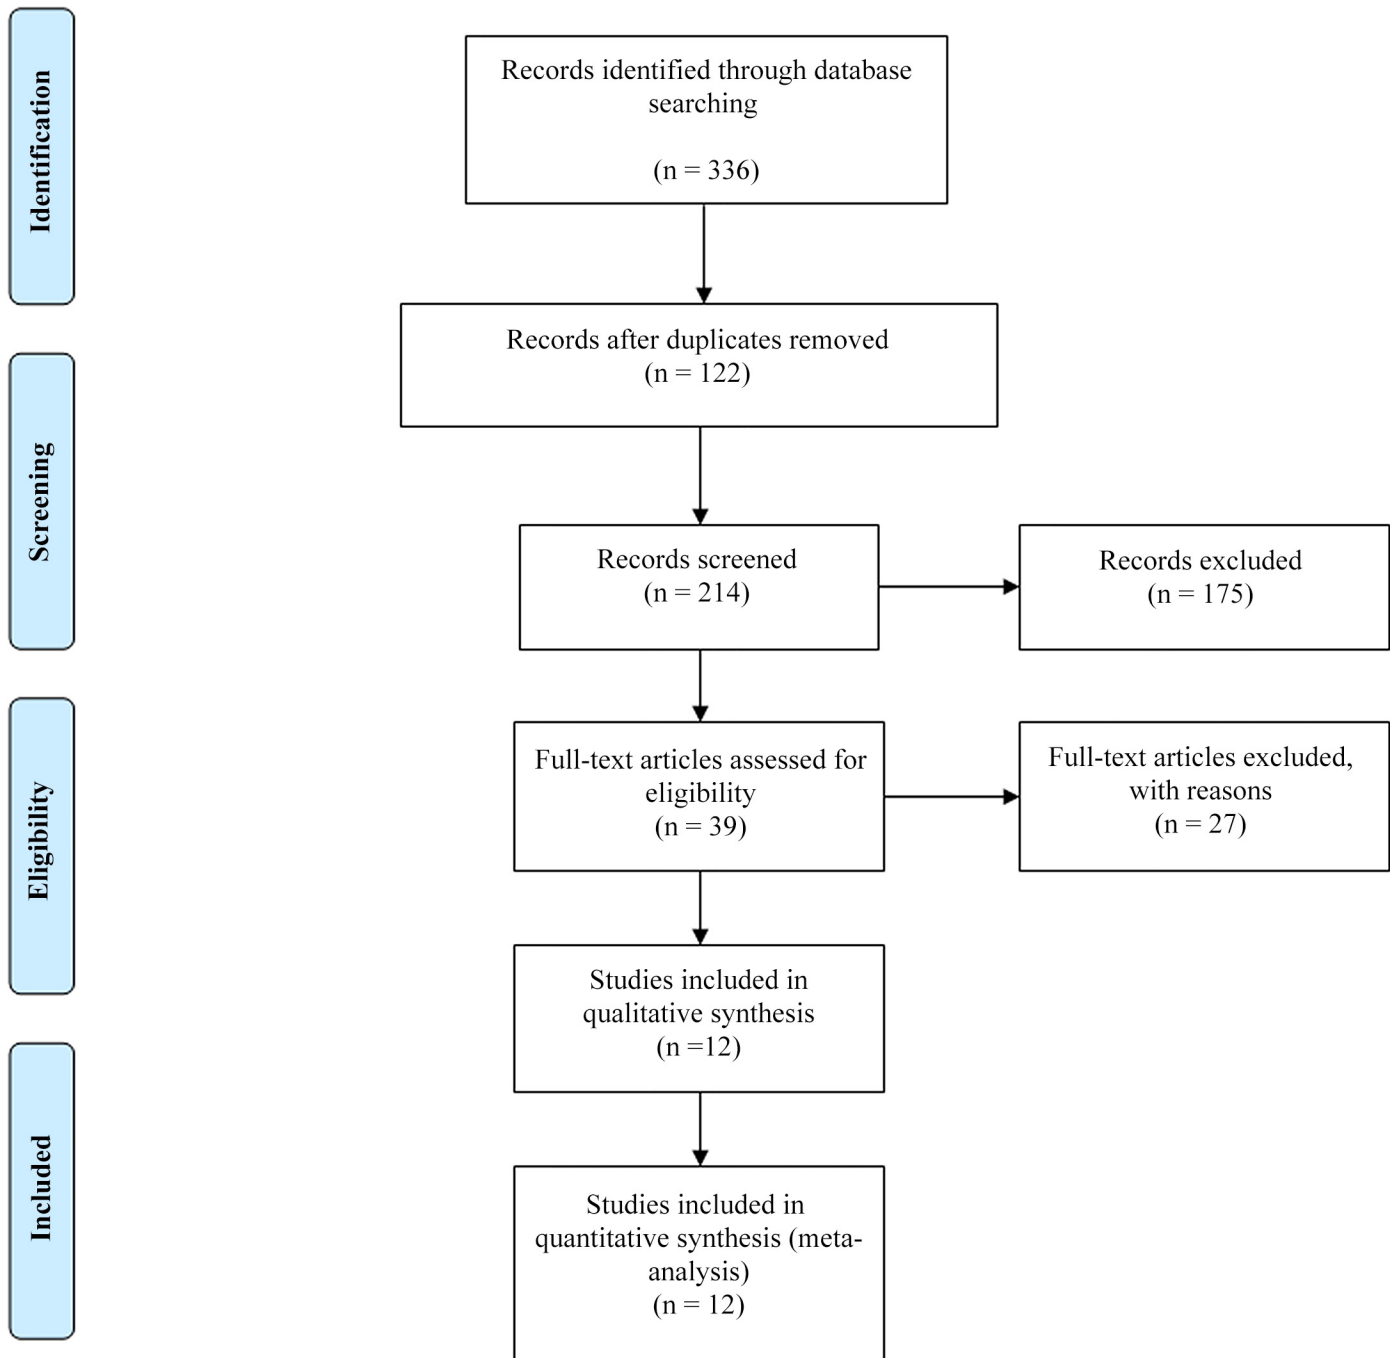 Identification
Records identified through database
searching
(n = 336)
Records after duplicates removed
(n = 122)
Screening
Records screened
(n = 214)
Records excluded
(n = 175)
Eligibility
Full-text articles assessed for
eligibility
(n = 39)
Full-text articles excluded,
with reasons
(n = 27)
Studies included in
qualitative synthesis
(n =12)
Included
Studies included in
quantitative synthesis (meta-
analysis)
(n = 12)